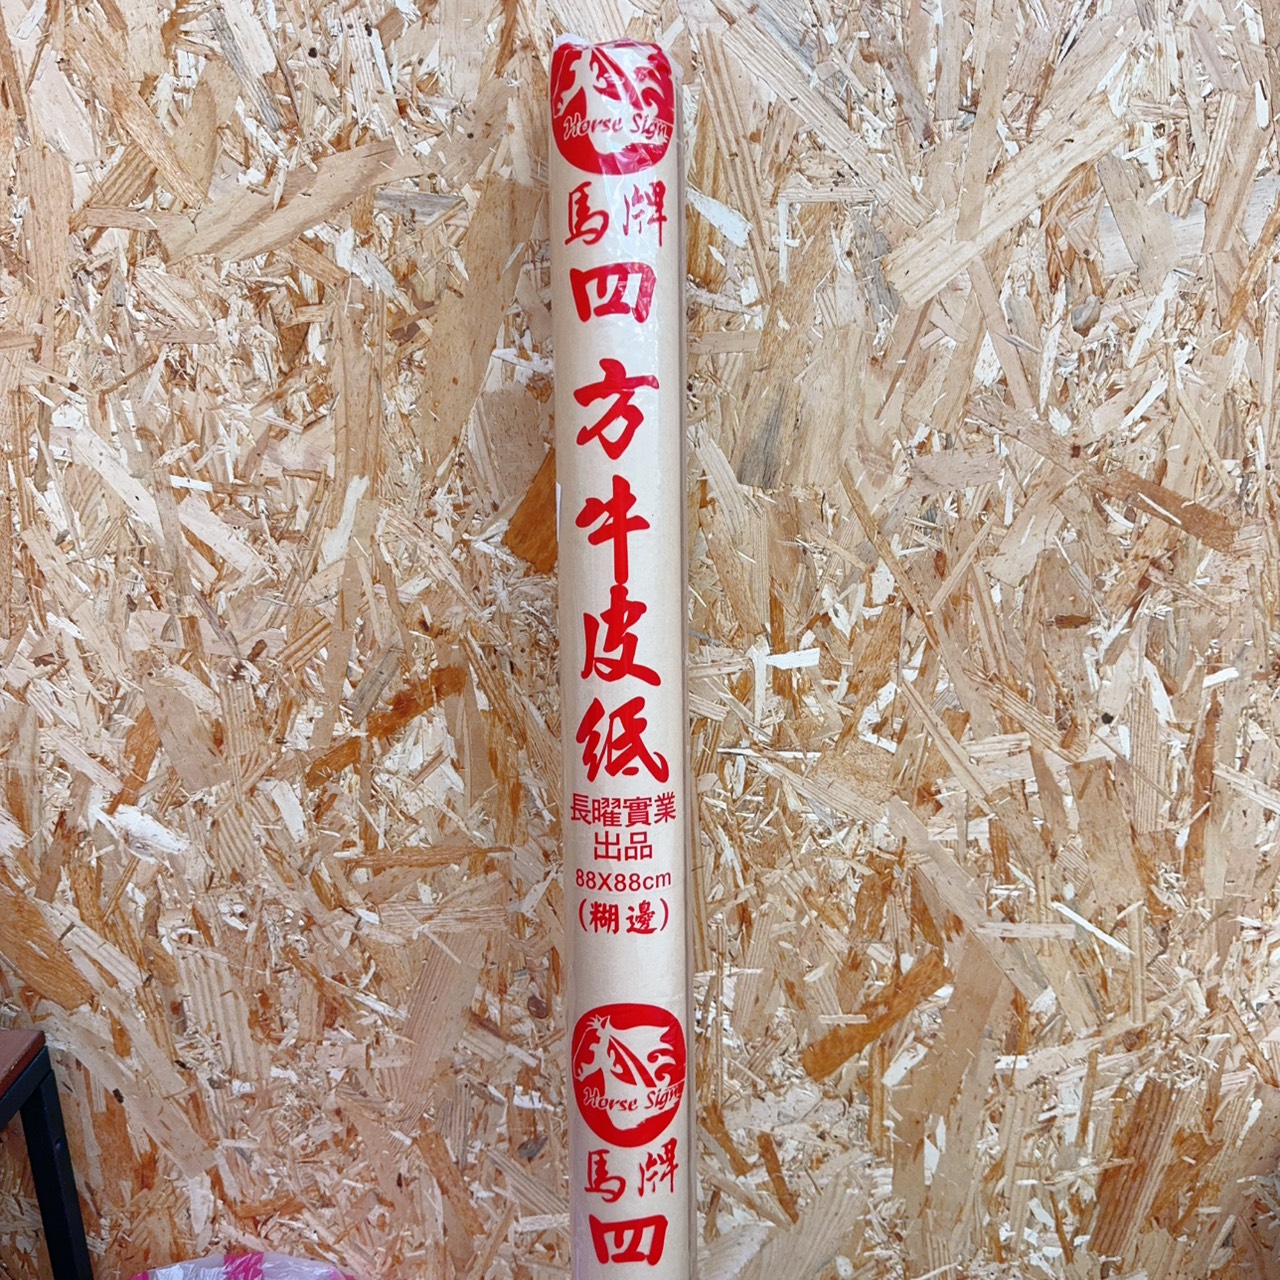 Horse Sign
馬牌
四方牛皮紙
長曜實業
出品
88X88cm
(糊邊)
Horse Sign
馬牌
四